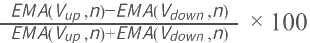 EMA(V_up,n)−EMA(V_down,n)
EMA(V_up,n)+EMA(V_down,n) × 100